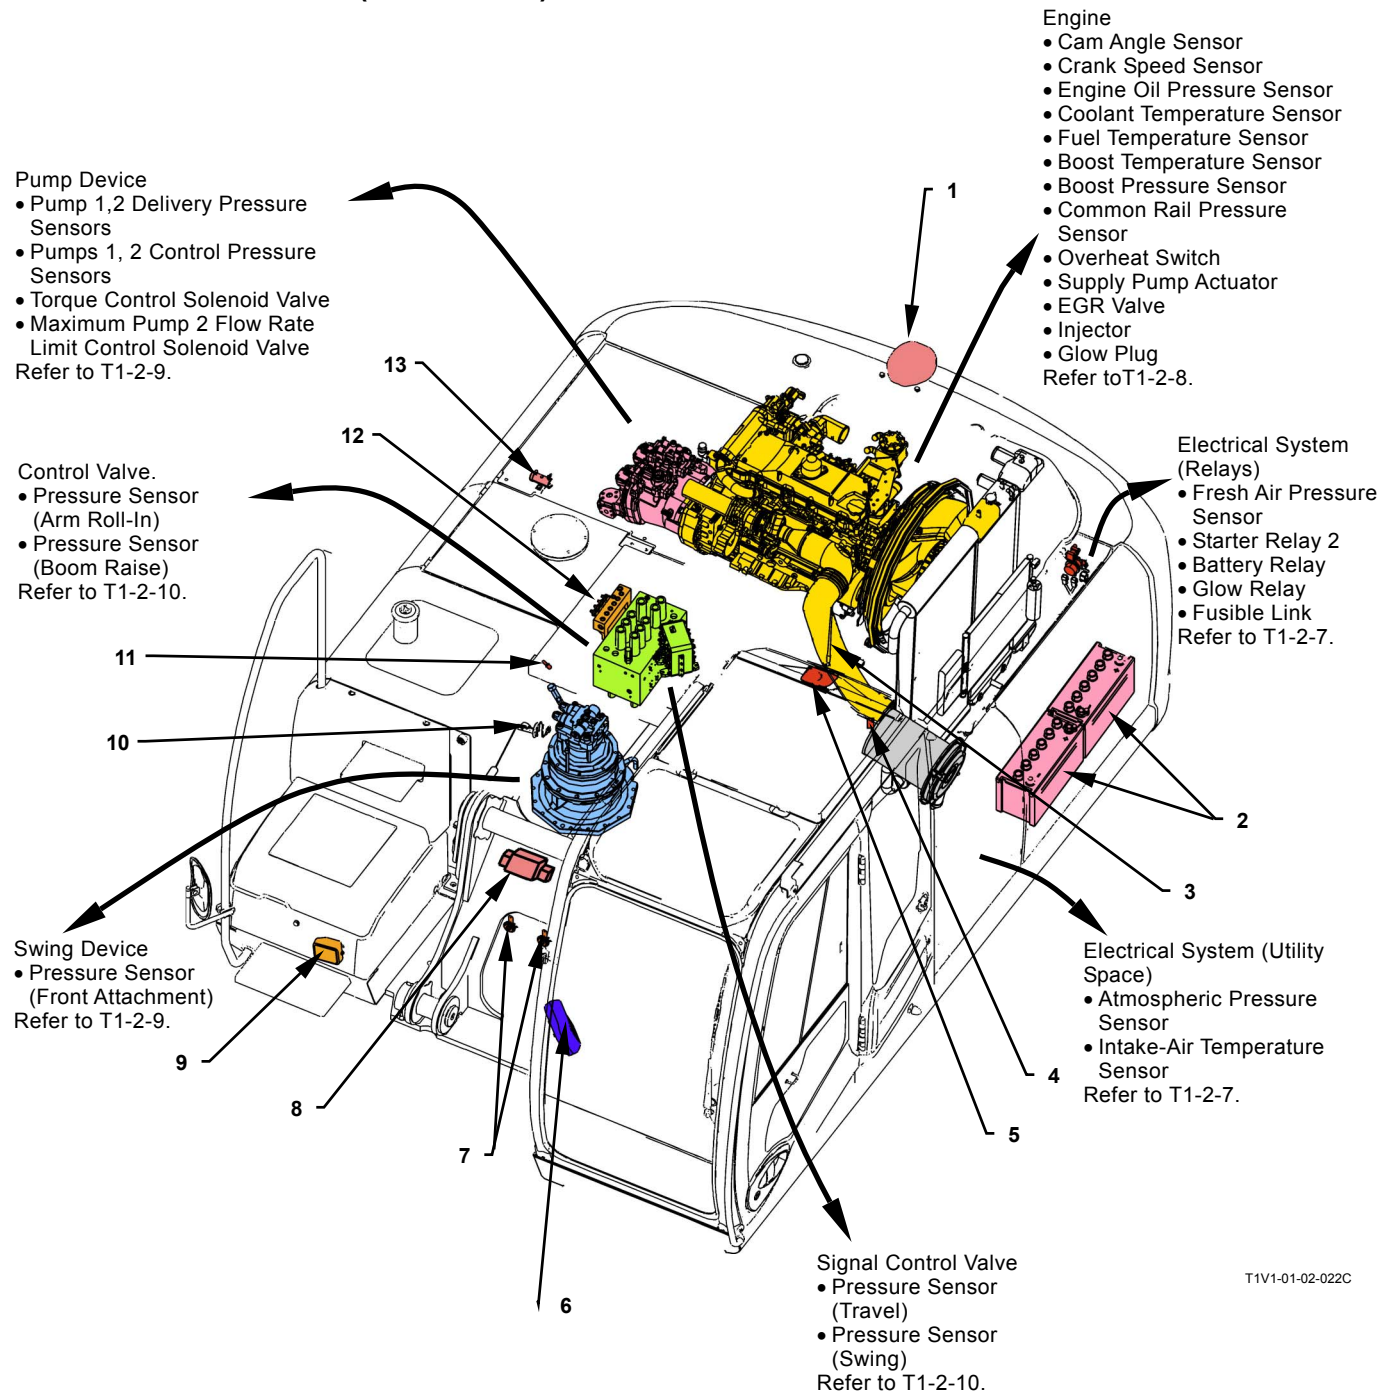 Engine
• Cam Angle Sensor
• Crank Speed Sensor
• Engine Oil Pressure Sensor
• Coolant Temperature Sensor
• Fuel Temperature Sensor
• Boost Temperature Sensor
• Boost Pressure Sensor
• Common Rail Pressure
Sensor
• Overheat Switch
• Supply Pump Actuator
• EGR Valve
• Injector
• Glow Plug
Refer toT1-2-8.
Pump Device
• Pump 1,2 Delivery Pressure
Sensors
• Pumps 1, 2 Control Pressure
Sensors
• Torque Control Solenoid Valve
• Maximum Pump 2 Flow Rate
Limit Control Solenoid Valve
Refer to T1-2-9.
1
13
12
Control Valve.
• Pressure Sensor
(Arm Roll-In)
• Pressure Sensor
(Boom Raise)
Refer to T1-2-10.
Electrical System
(Relays)
• Fresh Air Pressure
Sensor
• Starter Relay 2
• Battery Relay
• Glow Relay
• Fusible Link
Refer to T1-2-7.
11
10
2
3
Swing Device
• Pressure Sensor
(Front Attachment)
Refer to T1-2-9.
Electrical System (Utility
Space)
• Atmospheric Pressure
Sensor
• Intake-Air Temperature
Sensor
Refer to T1-2-7.
9
8
7
4
5
6
Signal Control Valve
• Pressure Sensor
(Travel)
• Pressure Sensor
(Swing)
Refer to T1-2-10.
T1V1-01-02-022C